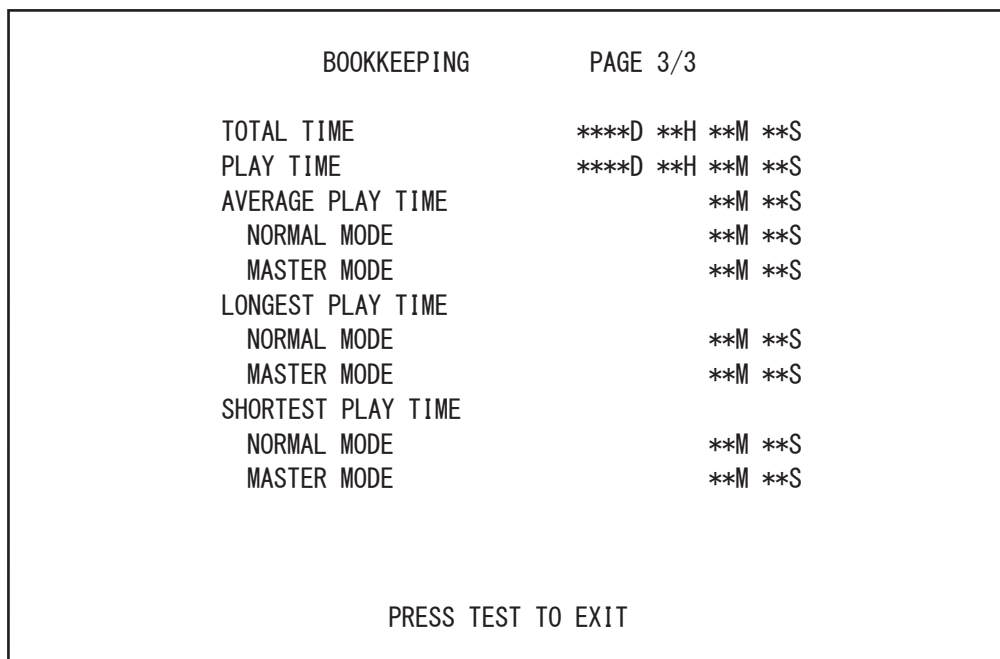 BOOKKEEPING PAGE 3/3
TOTAL TIME ****D **H **M **S
PLAY TIME ****D **H **M **S
AVERAGE PLAY TIME **M **S
NORMAL MODE **M **S
MASTER MODE **M **S
LONGEST PLAY TIME
NORMAL MODE **M **S
MASTER MODE **M **S
SHORTEST PLAY TIME
NORMAL MODE **M **S
MASTER MODE **M **S
PRESS TEST TO EXIT